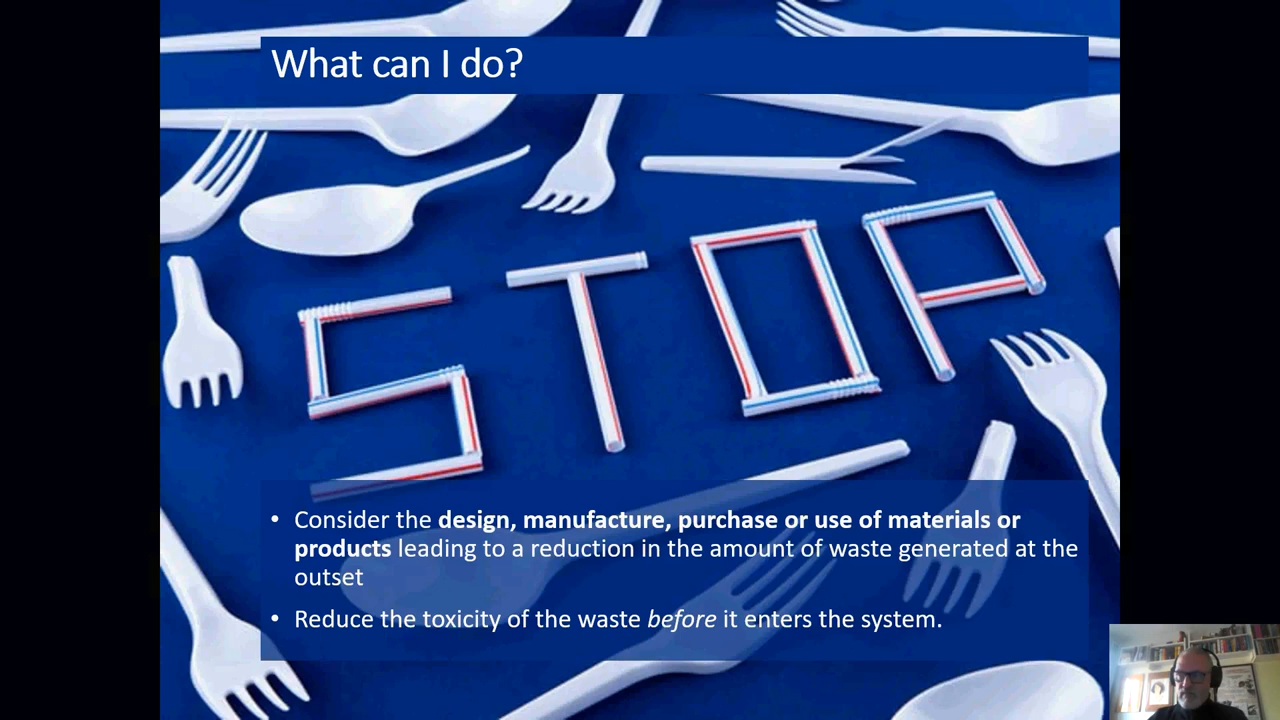 What can I do?
STOP
• Consider the design, manufacture, purchase or use of materials or
products leading to a reduction in the amount of waste generated at the
outset
• Reduce the toxicity of the waste before it enters the system.